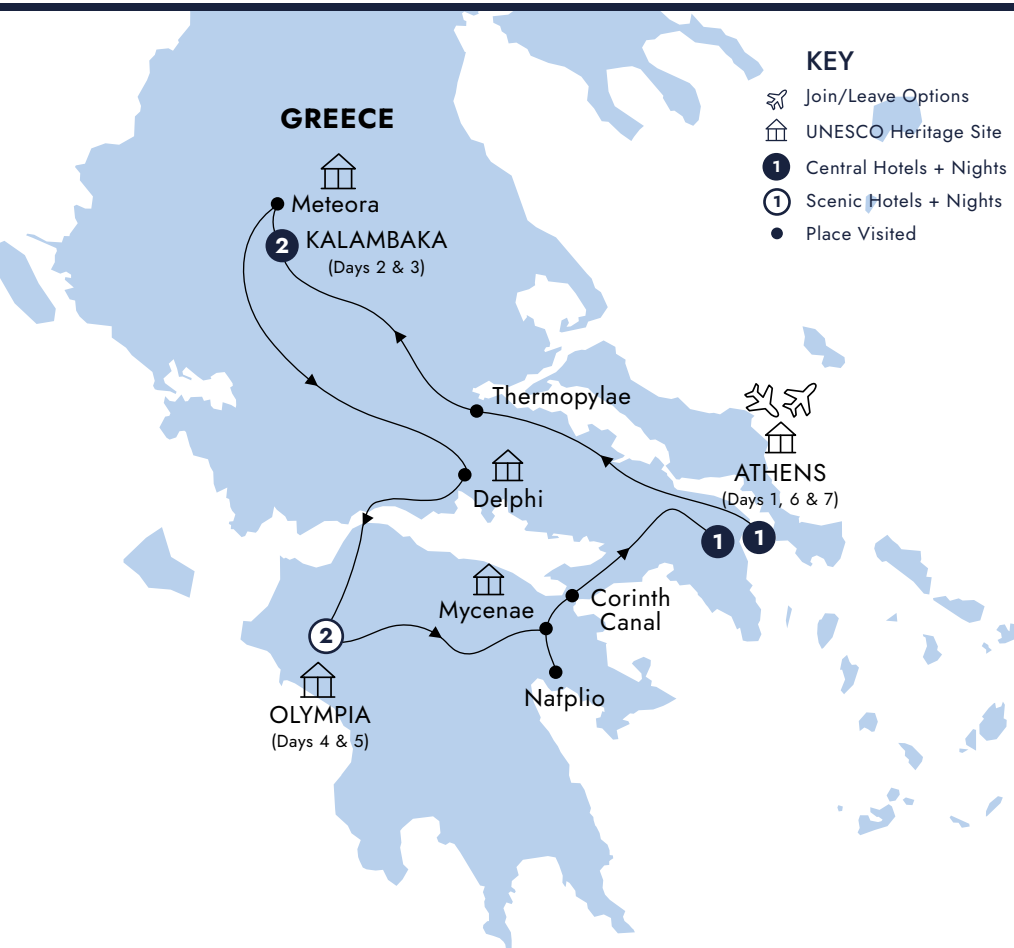 KEY
Join/Leave Options
UNESCO Heritage Site
1 Central Hotels + Nights
1 Scenic Hotels + Nights
Place Visited
GREECE
Meteora
2 KALAMBAKA
(Days 2 & 3)
Thermopylae
ATHENS
(Days 1, 6 & 7)
1 1
Delphi
Mycenae
Corinth
Canal
2
Nafplio
OLYMPIA
(Days 4 & 5)